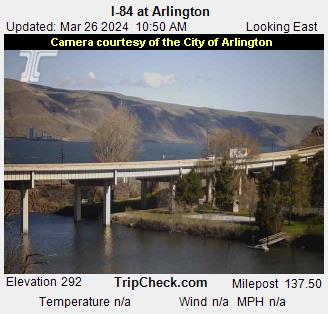 I-84 at Arlington
Updated: Mar 26 2024 10:50 AM Looking East
Camera courtesy of the City of Arlington
Elevation 292 TripCheck.com Milepost 137.50
Temperature n/a Wind n/a MPH n/a